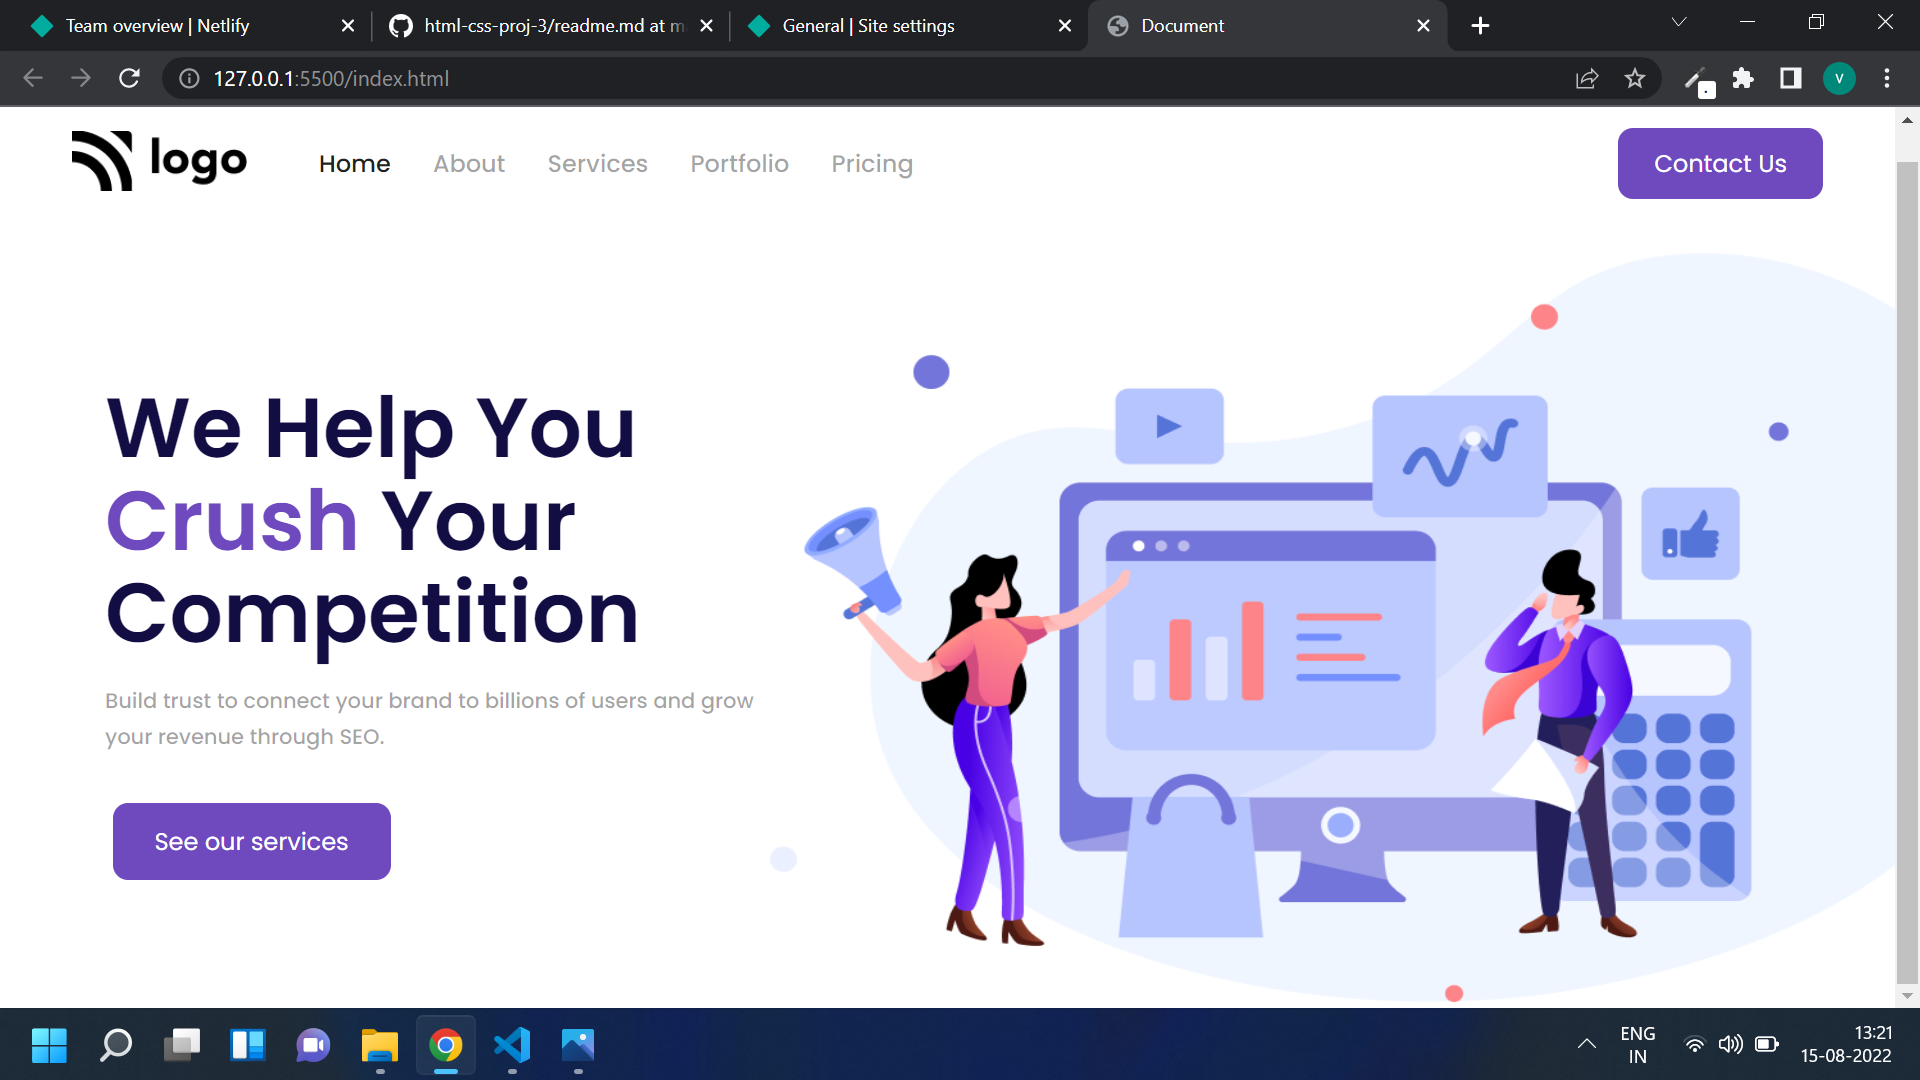 Team overview | Netlify
html-css-proj-3/readme.md at m
General | Site settings
Document
127.0.0.1:5500/index.html
V
logo
Home
About
Services
Portfolio
Pricing
Contact Us
We Help You
Crush Your
Competition
Build trust to connect your brand to billions of users and grow
your revenue through SEO.
See our services
ENG
IN
13:21
15-08-2022